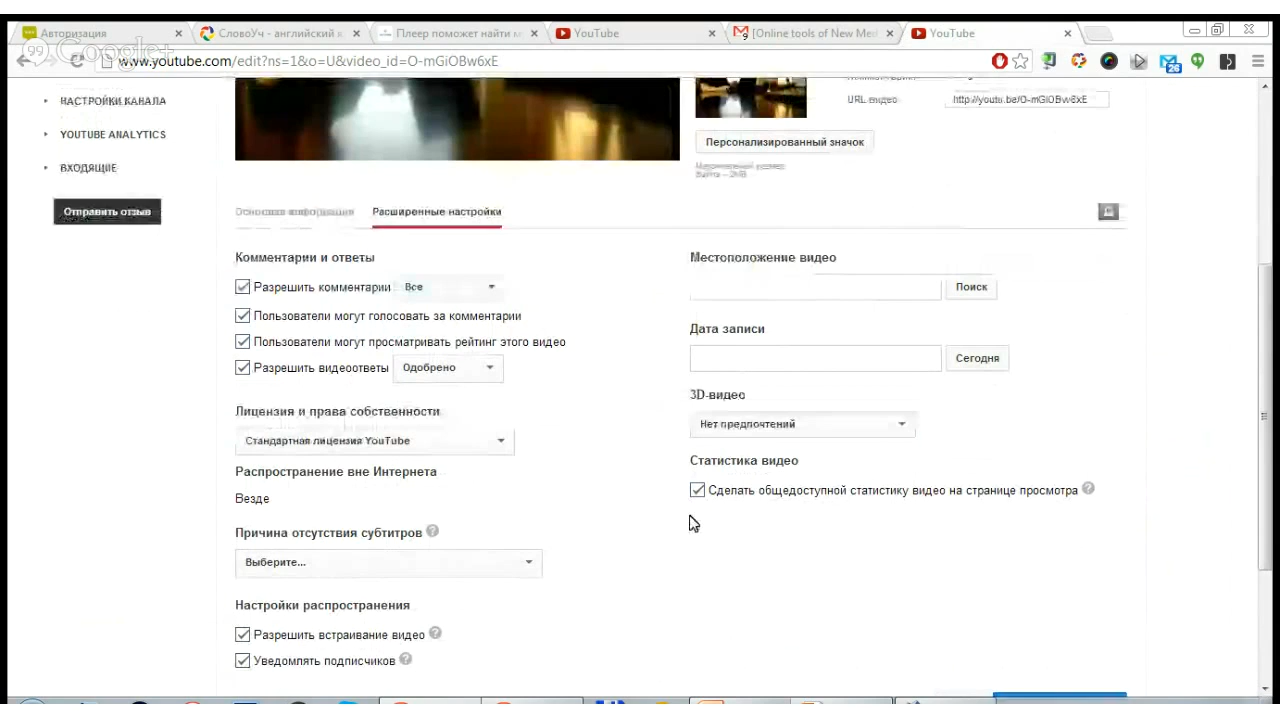 Авторизация
СловоУч - английский к
Плеер поможет найти м
YouTube
[Online tools of New Med
YouTube
99 Google+
www.youtube.com/edit?ns=1&o=U&video_id=O-mGiOBw6xE
26
НАСТРОЙКИ КАНАЛА
YOUTUBE ANALYTICS
ВХОДЯЩИЕ
Отправить отзыв
URL видео
http://youtu.be/O-mGiOBw6xE
Персонализированный значок
Основная информация
Расширенные настройки
Комментарии и ответы
Разрешить комментарии Все
Пользователи могут голосовать за комментарии
Пользователи могут просматривать рейтинг этого видео
Разрешить видеоответы Одобрено
Лицензия и права собственности
Стандартная лицензия YouTube
Распространение вне Интернета
Везде
Причина отсутствия субтитров ?
Выберите...
Настройки распространения
Разрешить встраивание видео ?
Уведомлять подписчиков ?
Местоположение видео
Поиск
Дата записи
Сегодня
3D-видео
Нет предпочтений
Статистика видео
Сделать общедоступной статистику видео на странице просмотра ?